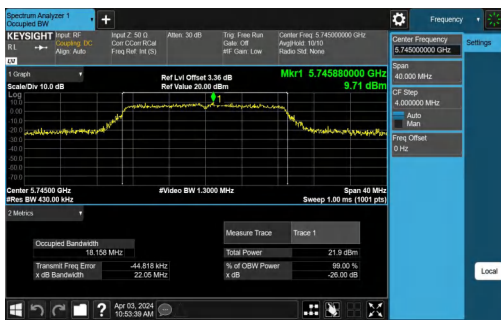 Spectrum Analyzer 1
Occupied BW
Frequency
KEYSIGHT
Input: RF
Coupling: DC
Align: Auto
Input Z: 50 Ω
Corr CCorr RCal
Freq Ref: Int (S)
Atten: 30 dB
Trig: Free Run
Gate: Off
#IF Gain: Low
Center Freq: 5.745000000 GHz
Avg|Hold: 10/10
Radio Std: None
RL
LXI
1 Graph
Scale/Div 10.0 dB
Ref Lvl Offset 3.36 dB
Ref Value 20.00 dBm
Mkr1 5.745880000 GHz
9.71 dBm
Log
10.0
0.00
-10.0
-20.0
-30.0
-40.0
-50.0
-60.0
-70.0
1
Center 5.74500 GHz
#Res BW 430.00 kHz
#Video BW 1.3000 MHz
Span 40 MHz
Sweep 1.00 ms (1001 pts)
2 Metrics
Occupied Bandwidth
18.158 MHz
Transmit Freq Error -44.818 kHz
x dB Bandwidth 22.05 MHz
Measure Trace Trace 1
Total Power 21.9 dBm
% of OBW Power 99.00 %
x dB -26.00 dB
Center Frequency
5.745000000 GHz
Span
40.000 MHz
CF Step
4.000000 MHz
Auto
Man
Freq Offset
0 Hz
Settings
Local
Apr 03, 2024
10:53:39 AM